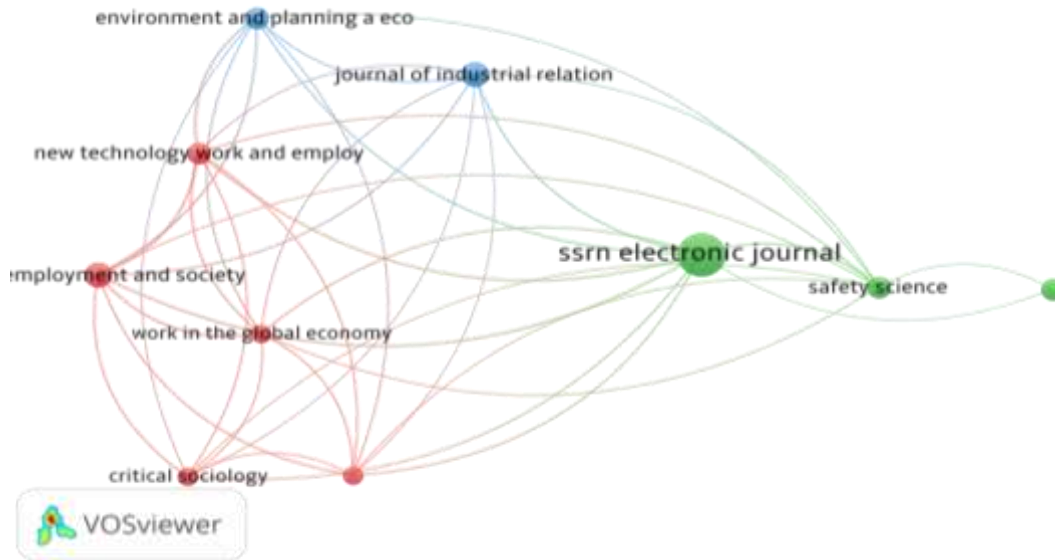 environment and planning a eco
journal of industrial relation
new technology work and employ
ssrn electronic journal
employment and society
safety science
work in the global economy
critical sociology
VOSviewer